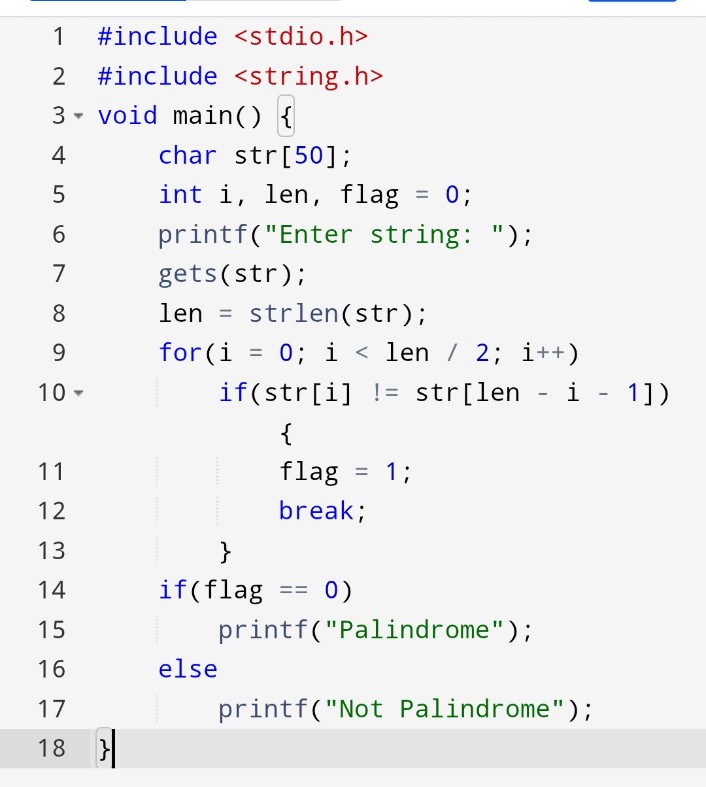 1 #include <stdio.h>
2 #include <string.h>
3 void main() {
4     char str[50];
5     int i, len, flag = 0;
6     printf("Enter string: ");
7     gets(str);
8     len = strlen(str);
9     for(i = 0; i < len / 2; i++)
10         if(str[i] != str[len - i - 1])
            {
11             flag = 1;
12             break;
13         }
14     if(flag == 0)
15         printf("Palindrome");
16     else
17         printf("Not Palindrome");
18 }